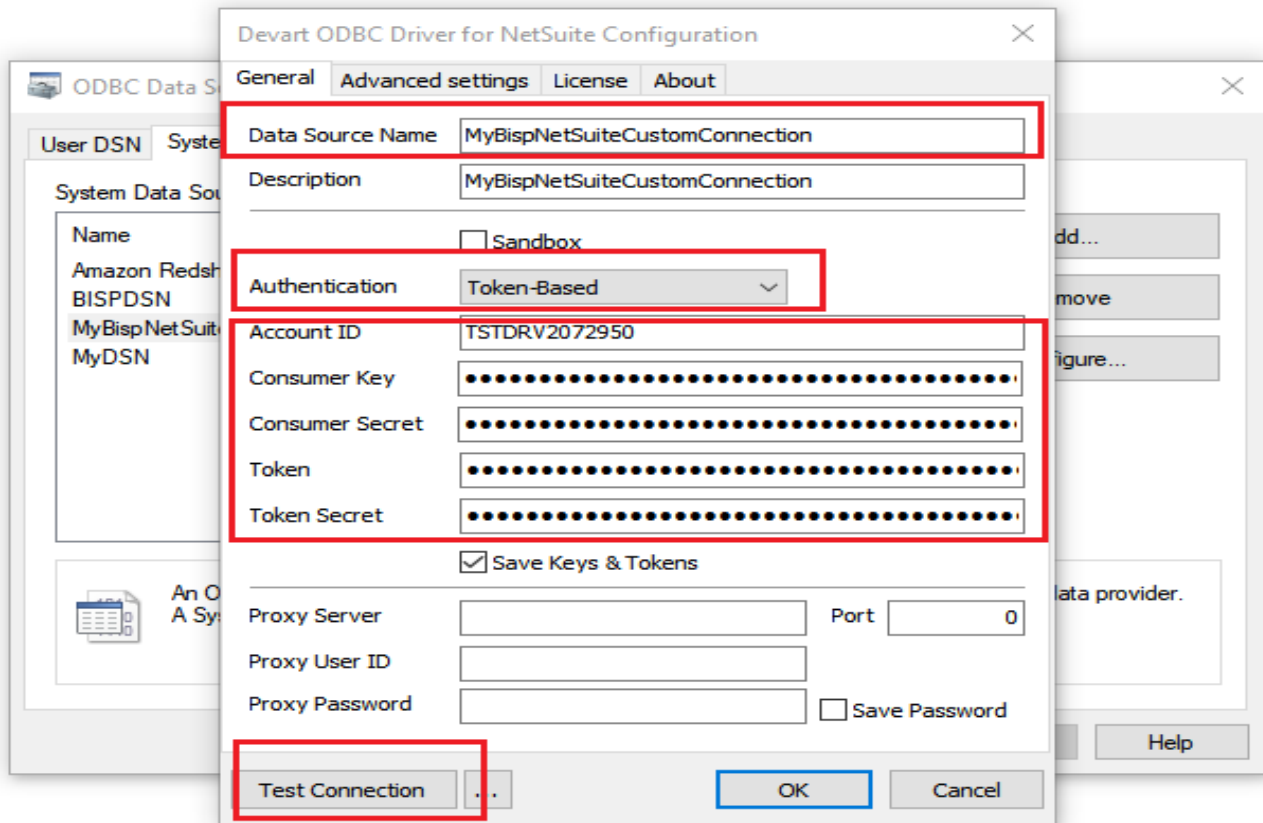 Devart ODBC Driver for NetSuite Configuration
General Advanced settings License About
Data Source Name MyBispNetSuiteCustomConnection
Description MyBispNetSuiteCustomConnection
Sandbox
Authentication Token-Based
Account ID TSTDRV2072950
Consumer Key
Consumer Secret
Token
Token Secret
Save Keys & Tokens
Proxy Server Port 0
Proxy User ID
Proxy Password Save Password
Test Connection ... OK Cancel
ODBC Data S
User DSN Syste
System Data Sou
Name
Amazon Redsh
BISPDSN
MyBispNetSuite
MyDSN
dd...
move
figure...
An O
A Sys
data provider.
Help